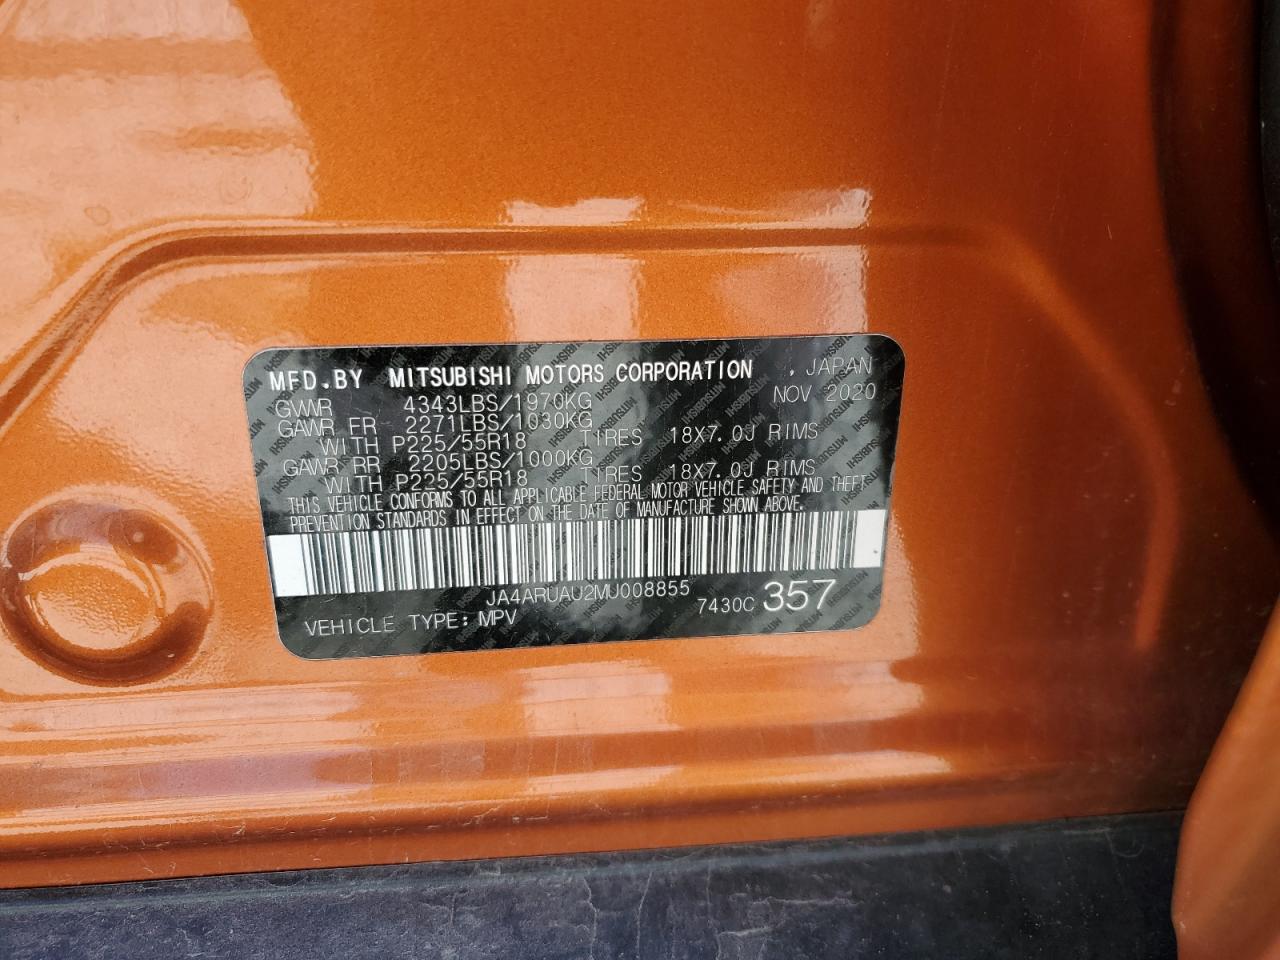 MFD.BY MITSUBISHI MOTORS CORPORATION , JAPAN
GVWR 4343LBS/1970KG NOV 2020
GAWR FR 2271LBS/1030KG
WITH P225/55R18 TIRES 18X7.0J RIMS
GAWR RR 2205LBS/1000KG
WITH P225/55R18 TIRES 18X7.0J RIMS
THIS VEHICLE CONFORMS TO ALL APPLICABLE FEDERAL MOTOR VEHICLE SAFETY AND THEFT
PREVENTION STANDARDS IN EFFECT ON THE DATE OF MANUFACTURE SHOWN ABOVE.
JA4ARUAU2MU008855
VEHICLE TYPE: MPV 7430C 357